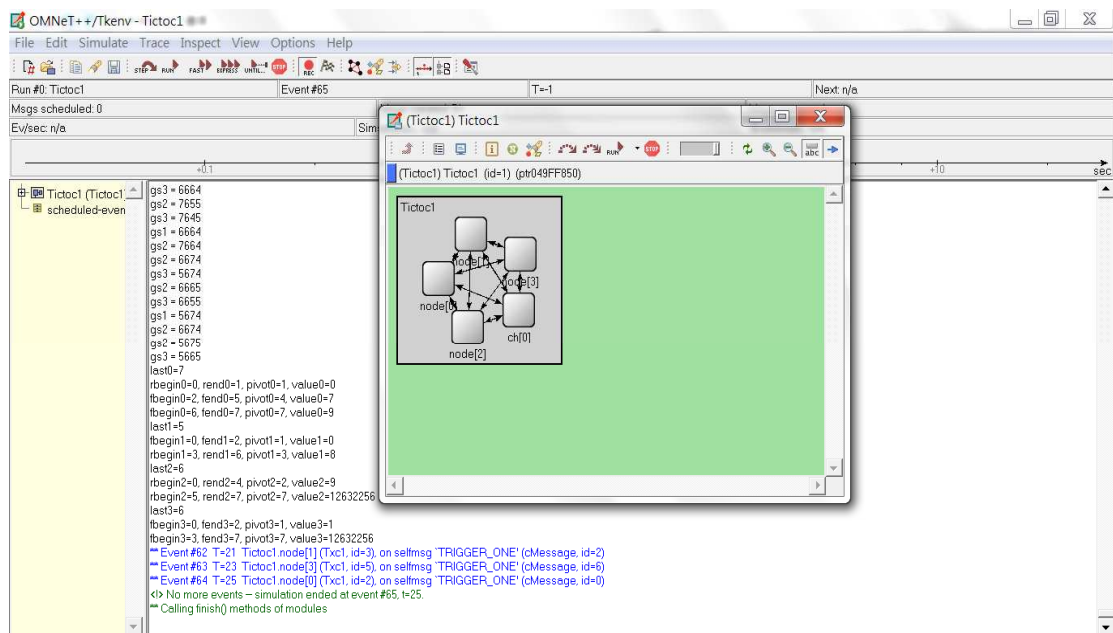 OMNeT++/Tkenv - Tictoc1
File Edit Simulate Trace Inspect View Options Help
STEP RUN FAST EXPRESS UNTIL... STOP REC
Run #0: Tictoc1 Event #65 T=-1 Next: n/a
Msgs scheduled: 0
Ev/sec: n/a
+0.1 +10 sec
Tictoc1 (Tictoc1)
scheduled-even
gs3 = 6664
gs2 = 7655
gs3 = 7645
gs1 = 6664
gs2 = 7664
gs2 = 6674
gs3 = 5674
gs2 = 6665
gs3 = 6655
gs1 = 5674
gs2 = 6674
gs2 = 5675
gs3 = 5665
last0=7
rbegin0=0, rend0=1, pivot0=1, value0=0
fbegin0=2, fend0=5, pivot0=4, value0=7
fbegin0=6, fend0=7, pivot0=7, value0=9
last1=5
fbegin1=0, fend1=2, pivot1=1, value1=0
rbegin1=3, rend1=6, pivot1=3, value1=8
last2=6
rbegin2=0, rend2=4, pivot2=2, value2=9
rbegin2=5, rend2=7, pivot2=7, value2=12632256
last3=6
fbegin3=0, fend3=2, pivot3=1, value3=1
fbegin3=3, fend3=7, pivot3=7, value3=12632256
** Event #62 T=21 Tictoc1.node[1] (Txc1, id=3), on selfmsg `TRIGGER_ONE' (cMessage, id=2)
** Event #63 T=23 Tictoc1.node[3] (Txc1, id=5), on selfmsg `TRIGGER_ONE' (cMessage, id=6)
** Event #64 T=25 Tictoc1.node[0] (Txc1, id=2), on selfmsg `TRIGGER_ONE' (cMessage, id=0)
<!> No more events -- simulation ended at event #65, t=25.
** Calling finish() methods of modules
(Tictoc1) Tictoc1
RUN STOP abc
(Tictoc1) Tictoc1 (id=1) (ptr049FF850)
Tictoc1
node[1]
node[3]
node[0]
ch[0]
node[2]